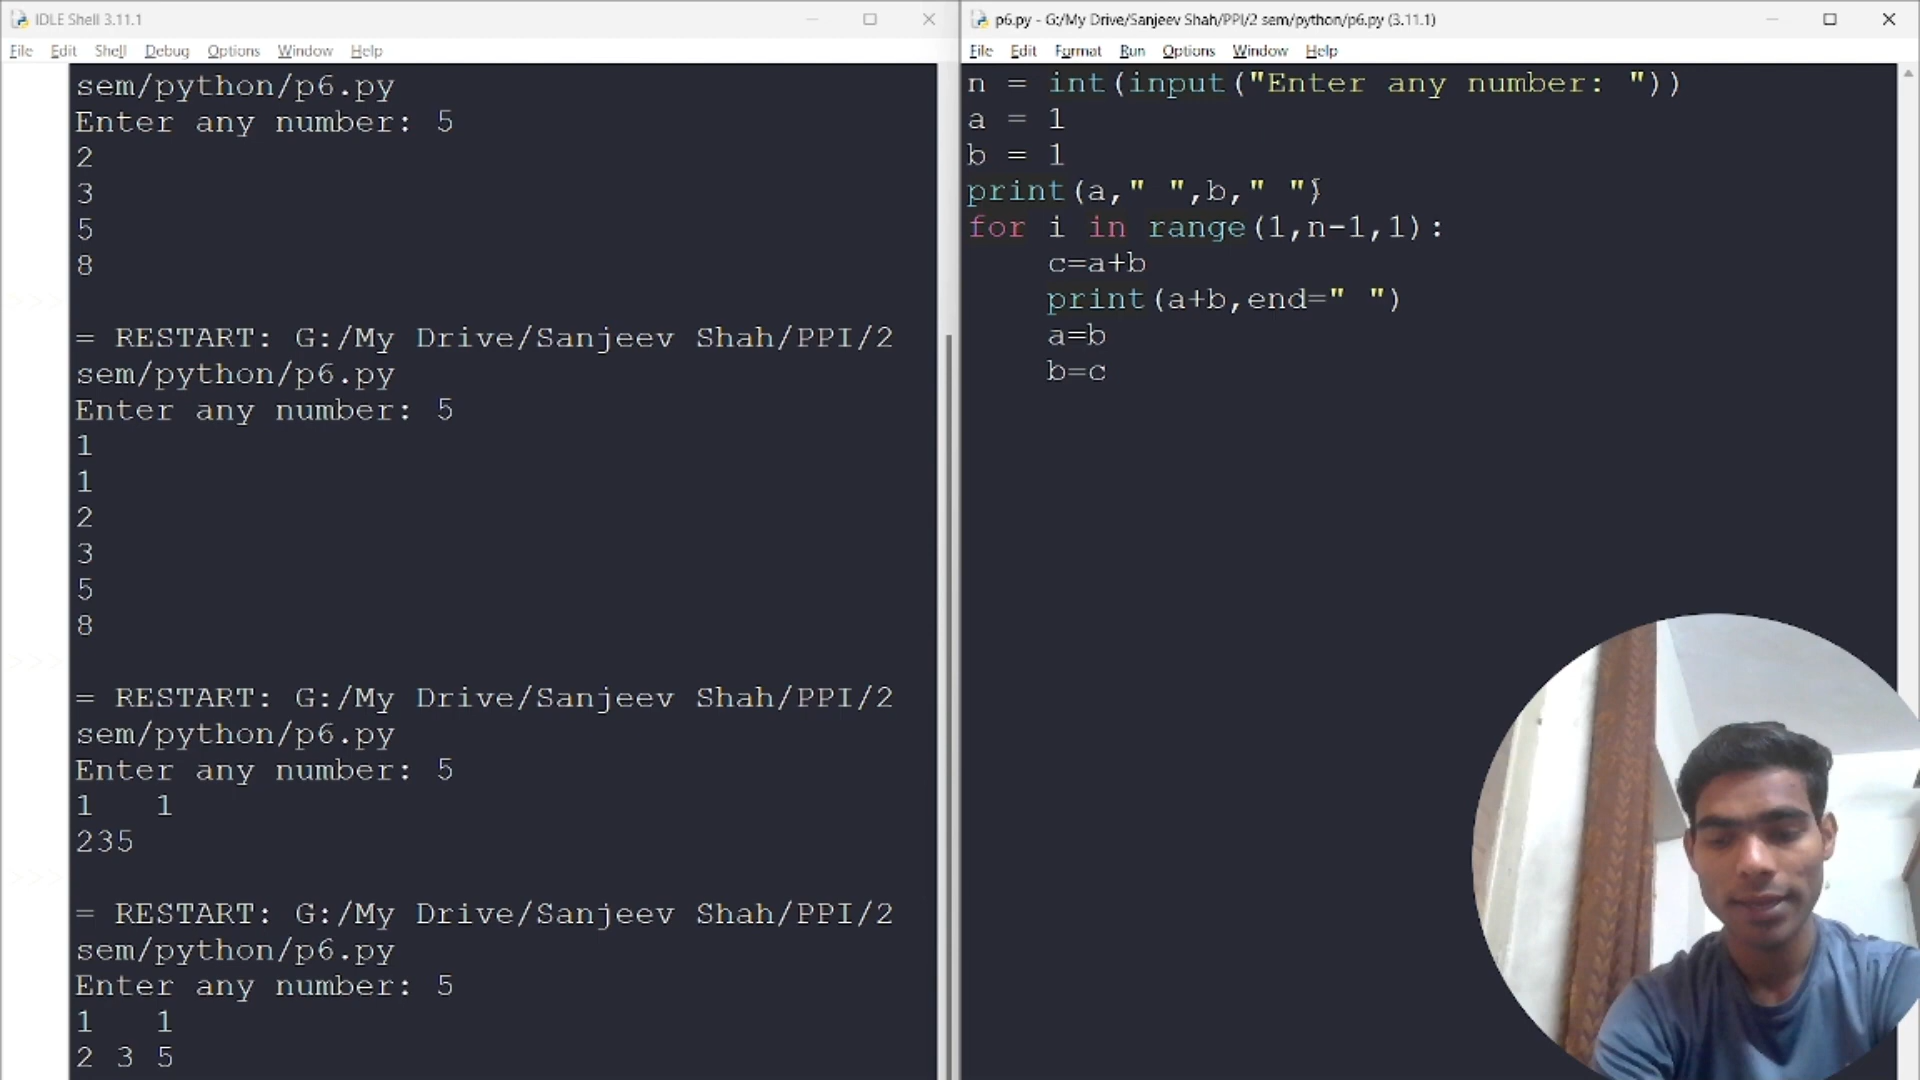 IDLE Shell 3.11.1
File Edit Shell Debug Options Window Help
sem/python/p6.py
Enter any number: 5
2
3
5
8
>>>
= RESTART: G:/My Drive/Sanjeev Shah/PPI/2
sem/python/p6.py
Enter any number: 5
1
1
2
3
5
8
>>>
= RESTART: G:/My Drive/Sanjeev Shah/PPI/2
sem/python/p6.py
Enter any number: 5
1   1
235
>>>
= RESTART: G:/My Drive/Sanjeev Shah/PPI/2
sem/python/p6.py
Enter any number: 5
1   1
2 3 5
p6.py - G:/My Drive/Sanjeev Shah/PPI/2 sem/python/p6.py (3.11.1)
File Edit Format Run Options Window Help
n = int(input("Enter any number: "))
a = 1
b = 1
print(a," ",b," ")
for i in range(1,n-1,1):
    c=a+b
    print(a+b,end=" ")
    a=b
    b=c